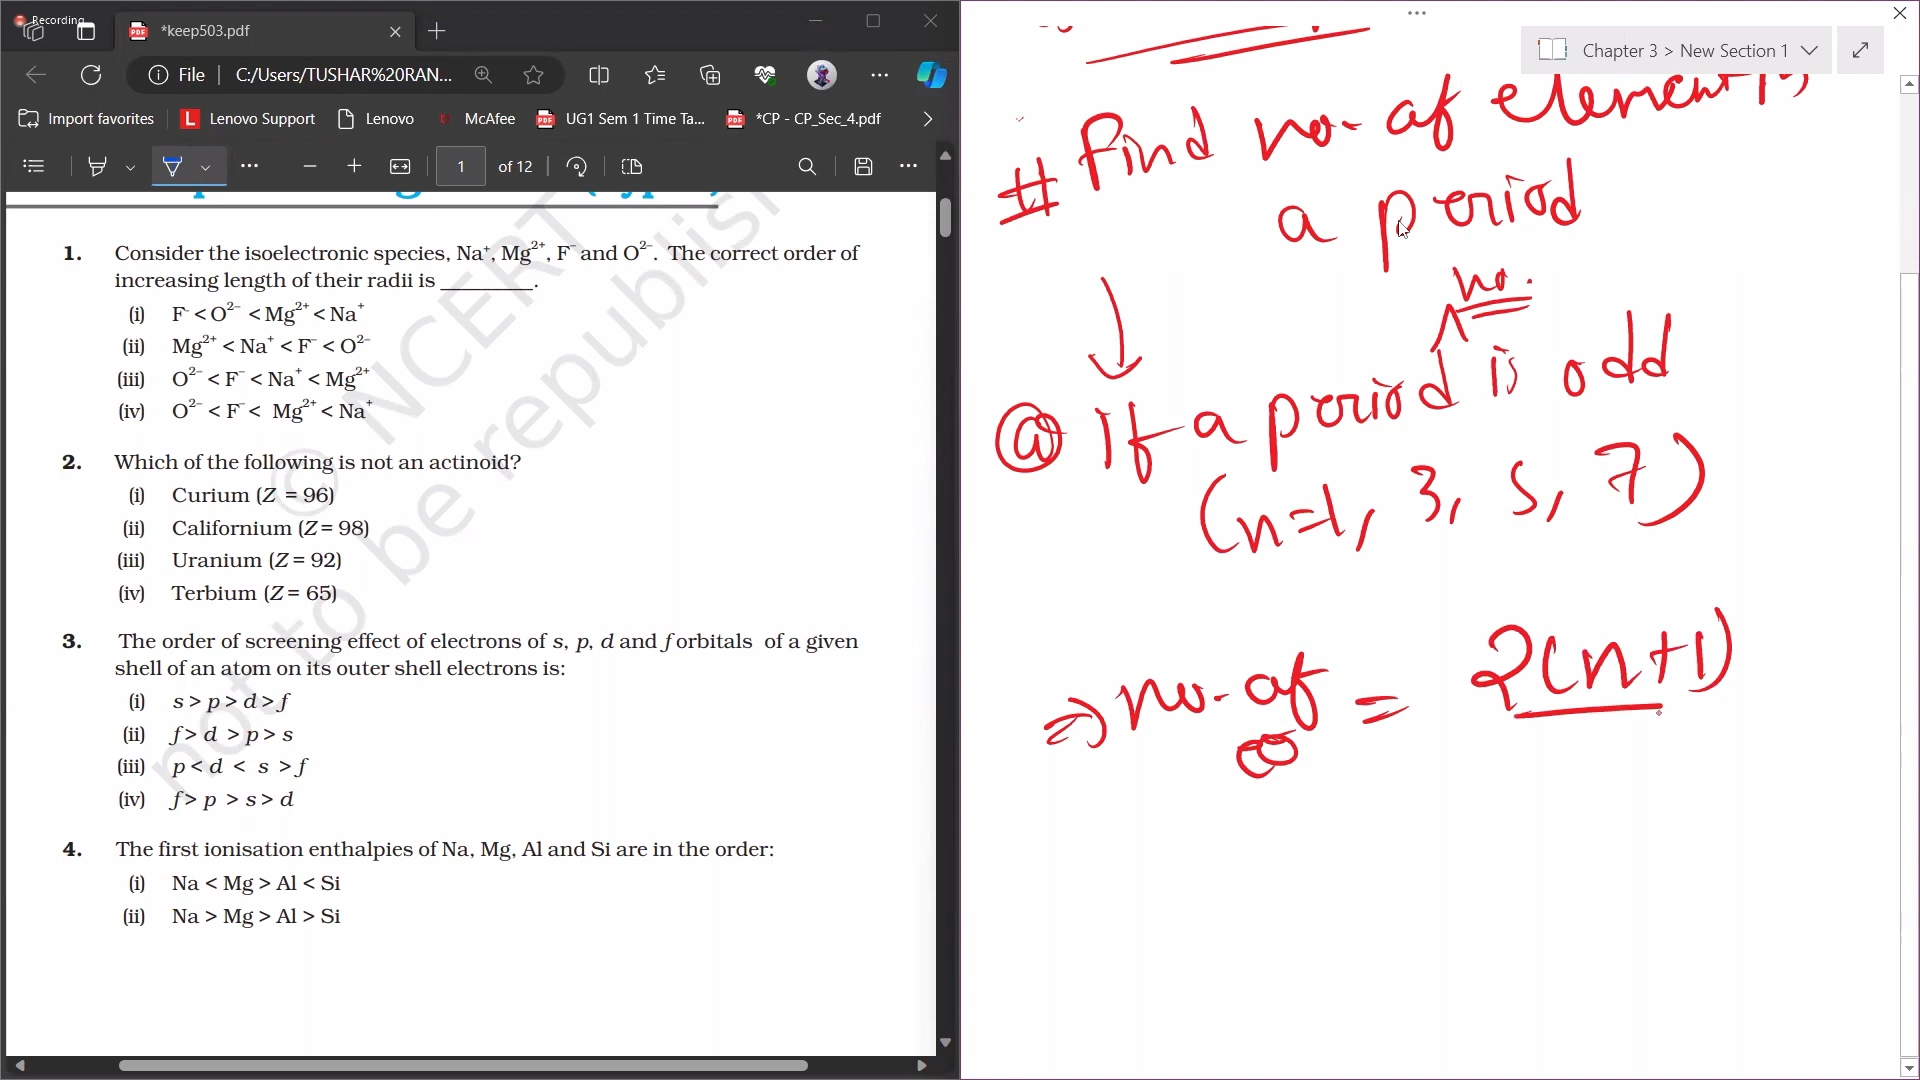 Recording
*keep503.pdf
File
C:/Users/TUSHAR%20RAN...
Import favorites
Lenovo Support
Lenovo
McAfee
UG1 Sem 1 Time Ta...
*CP - CP_Sec_4.pdf
1
of 12
© NCERT
not to be republis
1. Consider the isoelectronic species, Na⁺, Mg²⁺, F⁻ and O²⁻. The correct order of
increasing length of their radii is ________.
(i) F⁻ < O²⁻ < Mg²⁺ < Na⁺
(ii) Mg²⁺ < Na⁺ < F⁻ < O²⁻
(iii) O²⁻ < F⁻ < Na⁺ < Mg²⁺
(iv) O²⁻ < F⁻ < Mg²⁺ < Na⁺
2. Which of the following is not an actinoid?
(i) Curium (Z = 96)
(ii) Californium (Z = 98)
(iii) Uranium (Z = 92)
(iv) Terbium (Z = 65)
3. The order of screening effect of electrons of s, p, d and f orbitals of a given
shell of an atom on its outer shell electrons is:
(i) s > p > d > f
(ii) f > d > p > s
(iii) p < d < s > f
(iv) f > p > s > d
4. The first ionisation enthalpies of Na, Mg, Al and Si are in the order:
(i) Na < Mg > Al < Si
(ii) Na > Mg > Al > Si
Chapter 3 > New Section 1
# Find no. of element
a period
no.
ⓐ If a period is odd
(n=1, 3, 5, 7)
⇒ no. of = 2(n+1)